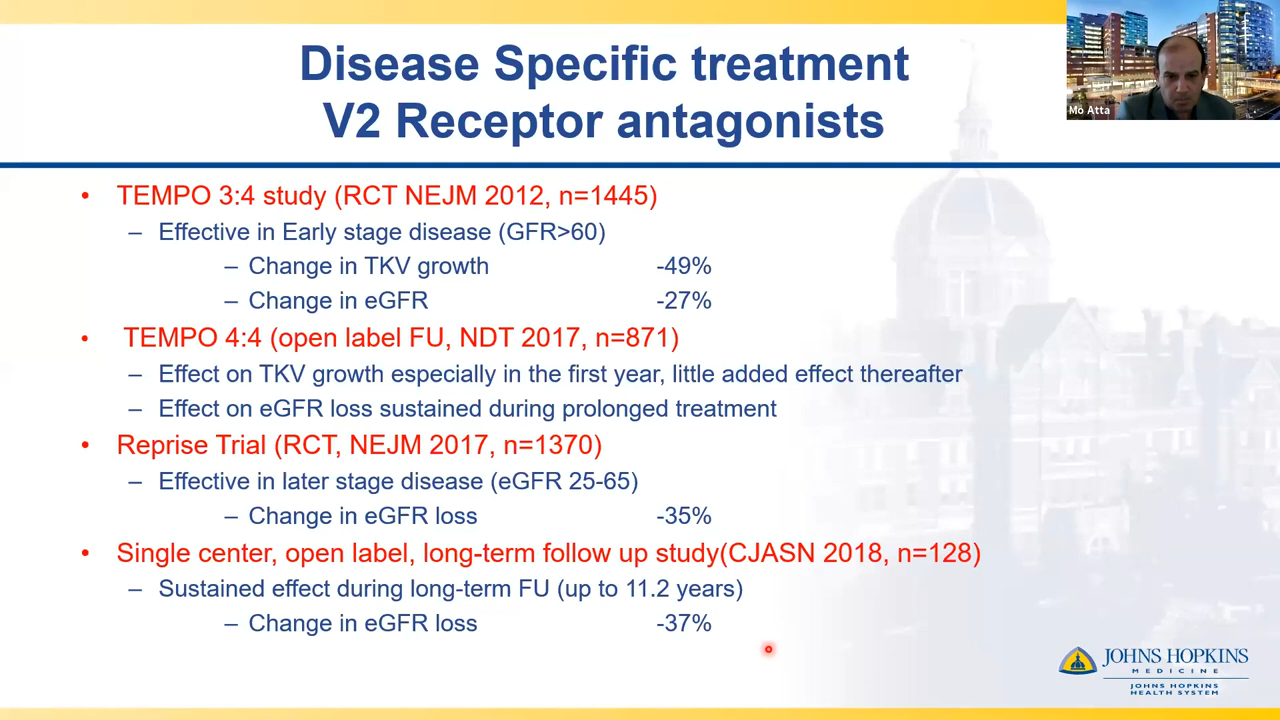 Disease Specific treatment
V2 Receptor antagonists
Mo Atta
• TEMPO 3:4 study (RCT NEJM 2012, n=1445)
– Effective in Early stage disease (GFR>60)
– Change in TKV growth -49%
– Change in eGFR -27%
• TEMPO 4:4 (open label FU, NDT 2017, n=871)
– Effect on TKV growth especially in the first year, little added effect thereafter
– Effect on eGFR loss sustained during prolonged treatment
• Reprise Trial (RCT, NEJM 2017, n=1370)
– Effective in later stage disease (eGFR 25-65)
– Change in eGFR loss -35%
• Single center, open label, long-term follow up study(CJASN 2018, n=128)
– Sustained effect during long-term FU (up to 11.2 years)
– Change in eGFR loss -37%
JOHNS HOPKINS
MEDICINE
JOHNS HOPKINS
HEALTH SYSTEM